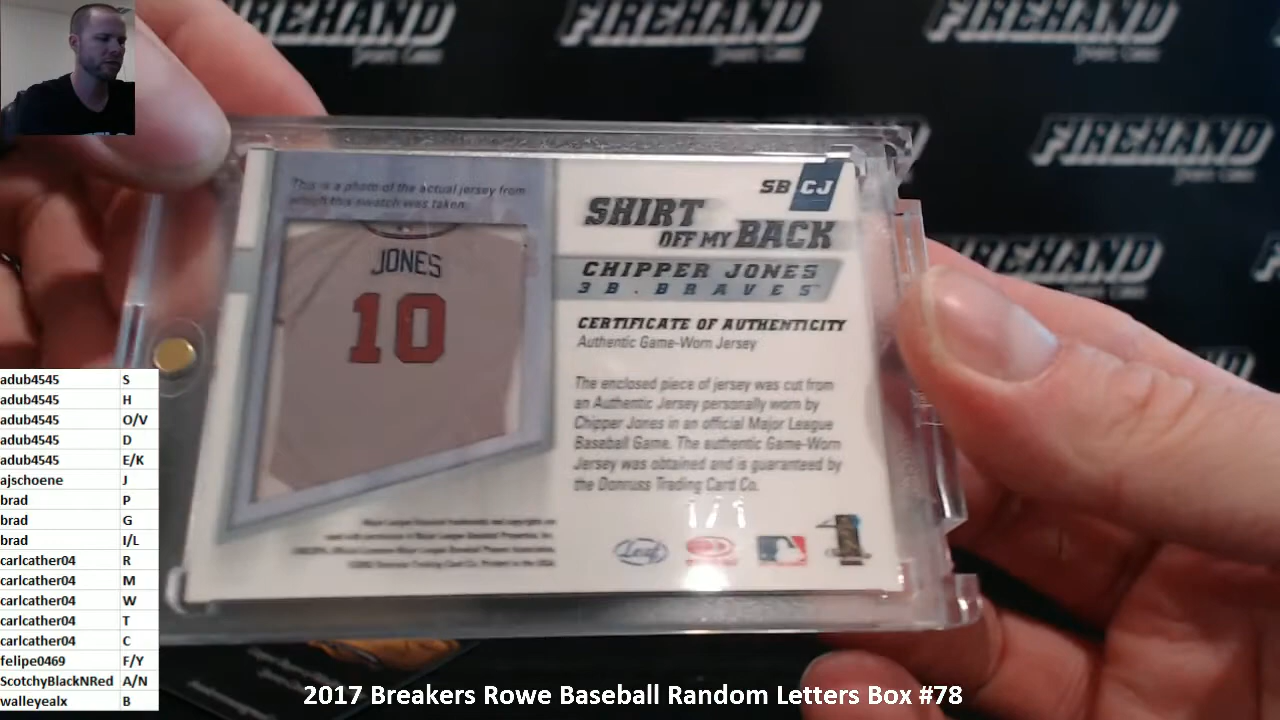 FIREHAND
FIREHAND
FIREHAND
FIREHAND
FIREHAND
FIREHAND
This is a photo of the actual jersey from
which this swatch was taken.
JONES
10
SB CJ
SHIRT
OFF MY BACK
CHIPPER JONES
3B. BRAVES
CERTIFICATE OF AUTHENTICITY
Authentic Game-Worn Jersey
The enclosed piece of jersey was cut from
an Authentic Jersey personally worn by
Chipper Jones in an official Major League
Baseball Game. The authentic Game-Worn
Jersey was obtained and is guaranteed by
the Donruss Trading Card Co.
1/1
Leaf
adub4545 S
adub4545 H
adub4545 O/V
adub4545 D
adub4545 E/K
ajschoene J
brad P
brad G
brad I/L
carlcather04 R
carlcather04 M
carlcather04 W
carlcather04 T
carlcather04 C
felipe0469 F/Y
ScotchyBlackNRed A/N
walleyealx B
2017 Breakers Rowe Baseball Random Letters Box #78